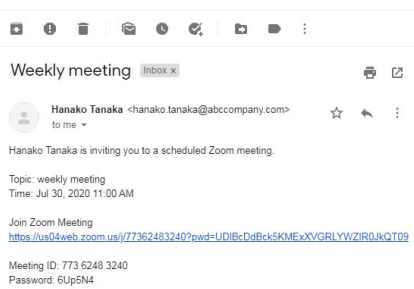 Weekly meeting Inbox x
Hanako Tanaka <hanako.tanaka@abccompany.com>
to me
Hanako Tanaka is inviting you to a scheduled Zoom meeting.
Topic: weekly meeting
Time: Jul 30, 2020 11:00 AM
Join Zoom Meeting
https://us04web.zoom.us/j/77362483240?pwd=UDlBcDdBck5KMExXVGRLYWZIR0JkQT09
Meeting ID: 773 6248 3240
Password: 6Up5N4